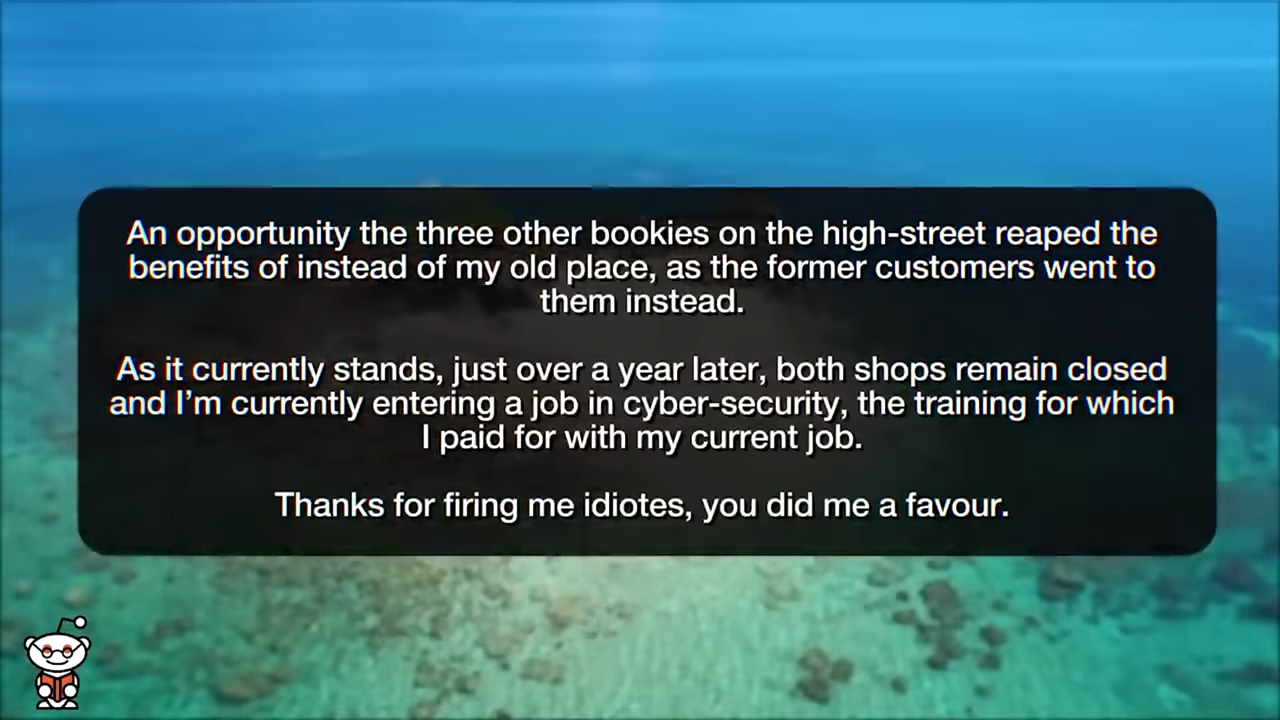 An opportunity the three other bookies on the high-street reaped the
benefits of instead of my old place, as the former customers went to
them instead.
As it currently stands, just over a year later, both shops remain closed
and I’m currently entering a job in cyber-security, the training for which
I paid for with my current job.
Thanks for firing me idiotes, you did me a favour.